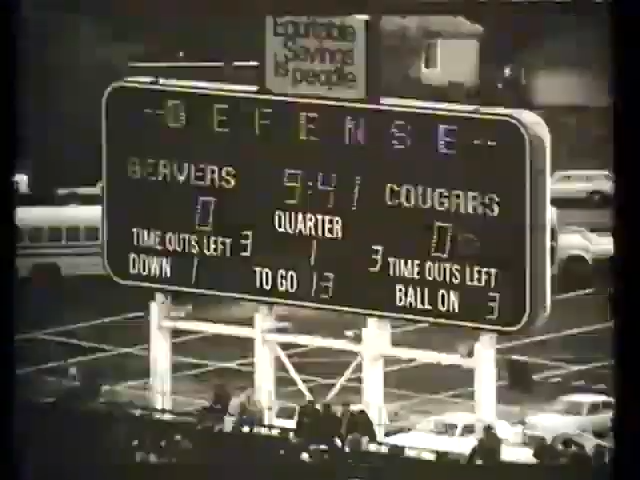 Equitable
Savings
is people
--DEFENSE--
BEAVERS 9:41 COUGARS
0 QUARTER 0
TIME OUTS LEFT 3 1 3 TIME OUTS LEFT
DOWN 1 TO GO 13 BALL ON 3